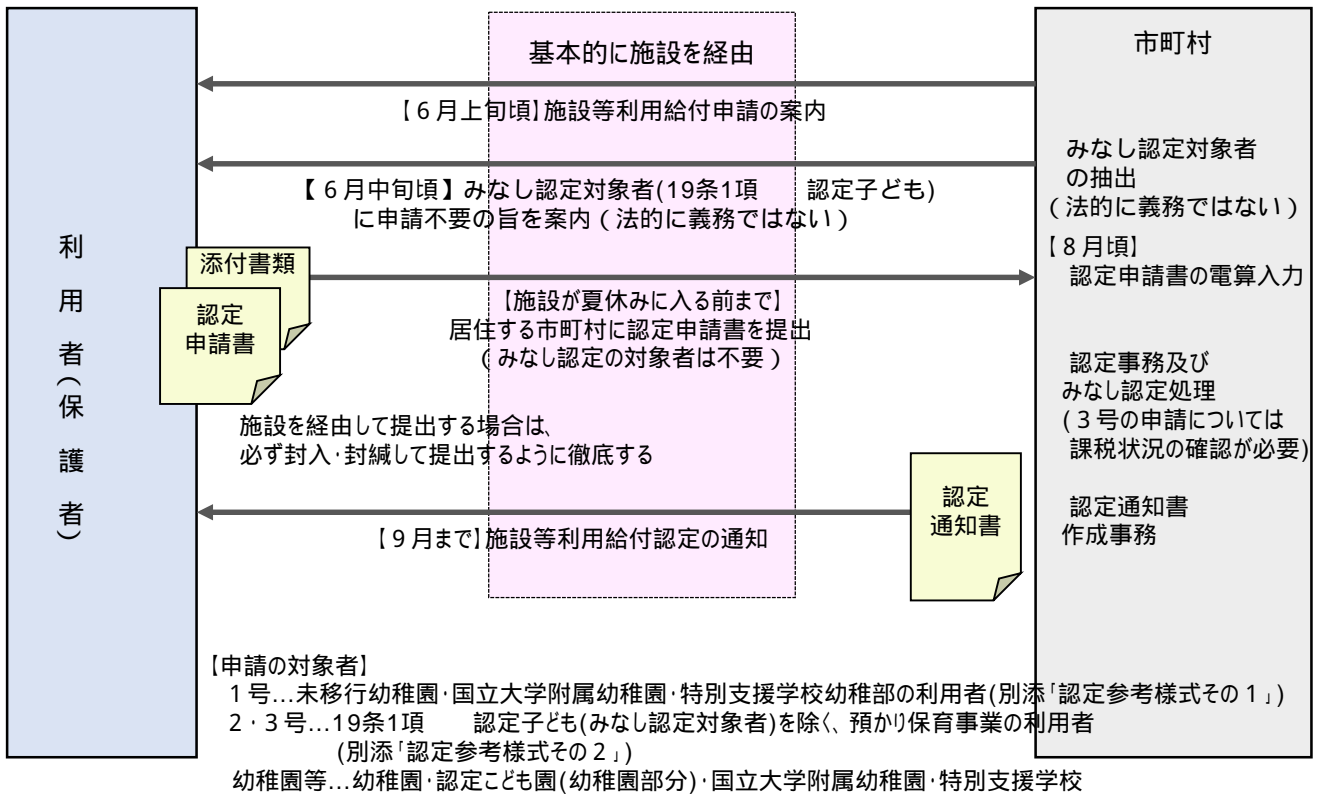 利用者(保護者)
基本的に施設を経由
市町村
【6月上旬頃】施設等利用給付申請の案内
【6月中旬頃】みなし認定対象者(19条1項　　認定子ども)
に申請不要の旨を案内(法的に義務ではない)
みなし認定対象者
の抽出
(法的に義務ではない)
添付書類
認定
申請書
【施設が夏休みに入る前まで】
居住する市町村に認定申請書を提出
(みなし認定の対象者は不要)
【8月頃】
認定申請書の電算入力
施設を経由して提出する場合は、
必ず封入・封緘して提出するように徹底する
認定事務及び
みなし認定処理
(3号の申請については
課税状況の確認が必要)
認定
通知書
【9月まで】施設等利用給付認定の通知
認定通知書
作成事務
【申請の対象者】
1号…未移行幼稚園・国立大学附属幼稚園・特別支援学校幼稚部の利用者(別添「認定参考様式その1」)
2・3号…19条1項　　認定子ども(みなし認定対象者)を除く、預かり保育事業の利用者
(別添「認定参考様式その2」)
幼稚園等…幼稚園・認定こども園(幼稚園部分)・国立大学附属幼稚園・特別支援学校